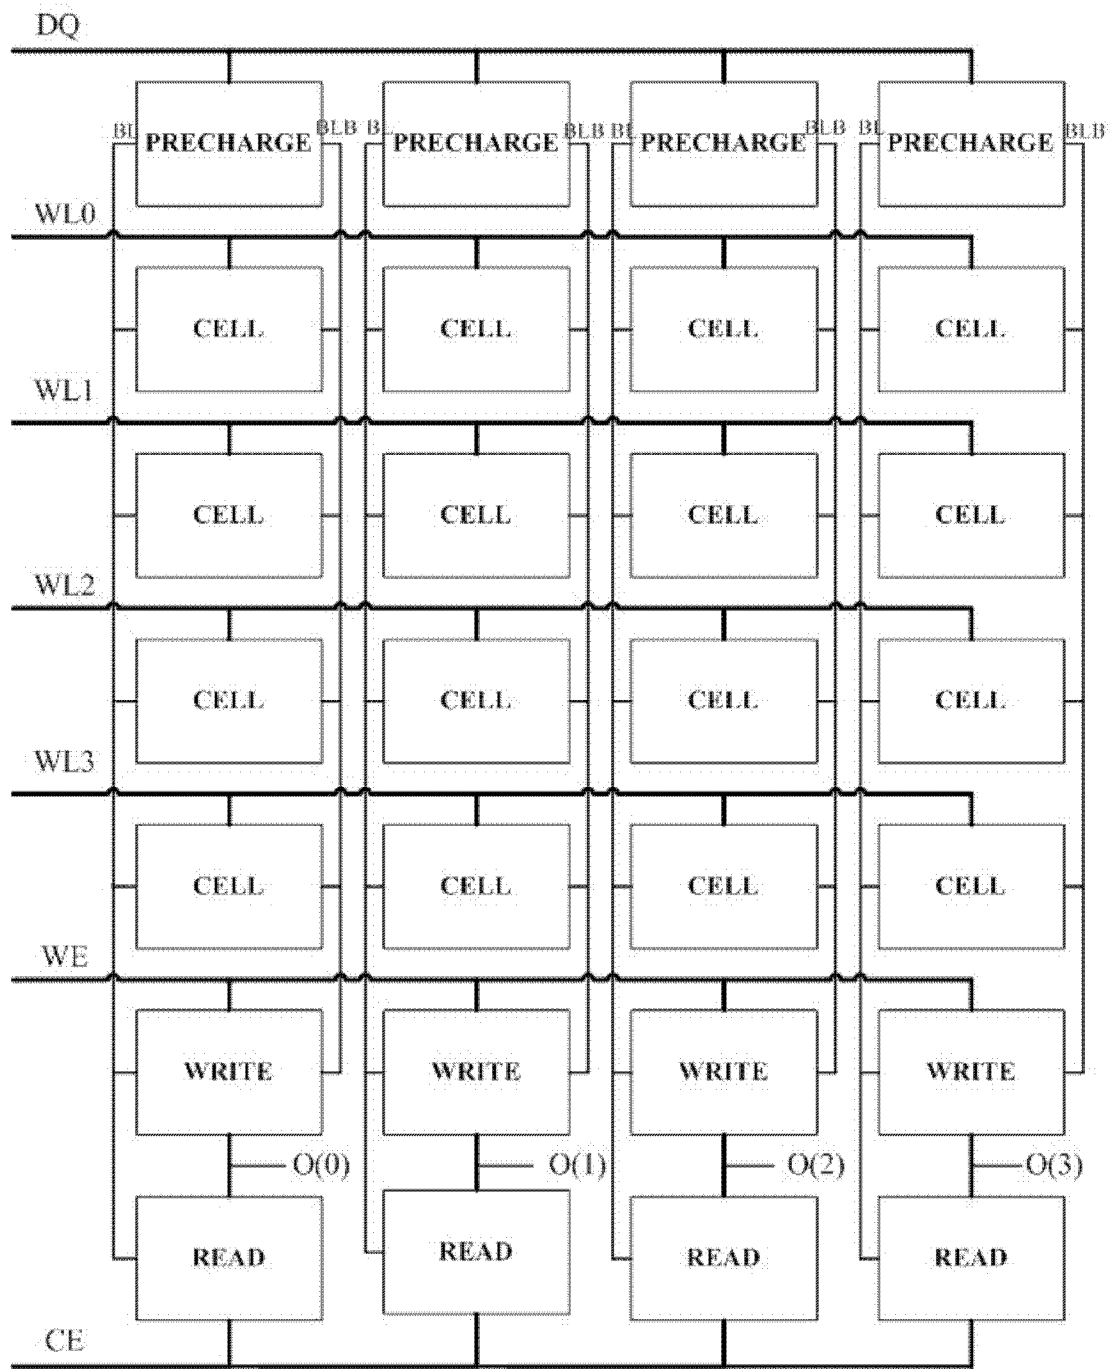 DQ
BL PRECHARGE BLB BL PRECHARGE BLB BL PRECHARGE BLB BL PRECHARGE BLB
WL0
CELL CELL CELL CELL
WL1
CELL CELL CELL CELL
WL2
CELL CELL CELL CELL
WL3
CELL CELL CELL CELL
WE
WRITE WRITE WRITE WRITE
O(0) O(1) O(2) O(3)
READ READ READ READ
CE